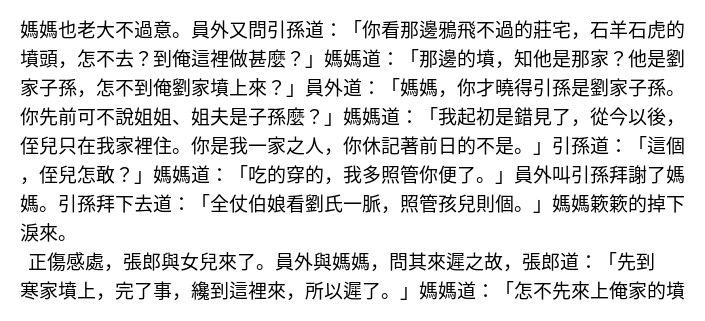 媽媽也老大不過意。員外又問引孫道：「你看那邊鴉飛不過的莊宅，石羊石虎的
墳頭，怎不去？到俺這裡做甚麼？」媽媽道：「那邊的墳，知他是那家？他是劉
家子孫，怎不到俺劉家墳上來？」員外道：「媽媽，你才曉得引孫是劉家子孫。
你先前可不說姐姐、姐夫是子孫麼？」媽媽道：「我起初是錯見了，從今以後，
侄兒只在我家裡住。你是我一家之人，你休記著前日的不是。」引孫道：「這個
，侄兒怎敢？」媽媽道：「吃的穿的，我多照管你便了。」員外叫引孫拜謝了媽
媽。引孫拜下去道：「全仗伯娘看劉氏一脈，照管孩兒則個。」媽媽簌簌的掉下
淚來。
正傷感處，張郎與女兒來了。員外與媽媽，問其來遲之故，張郎道：「先到
寒家墳上，完了事，纔到這裡來，所以遲了。」媽媽道：「怎不先來上俺家的墳